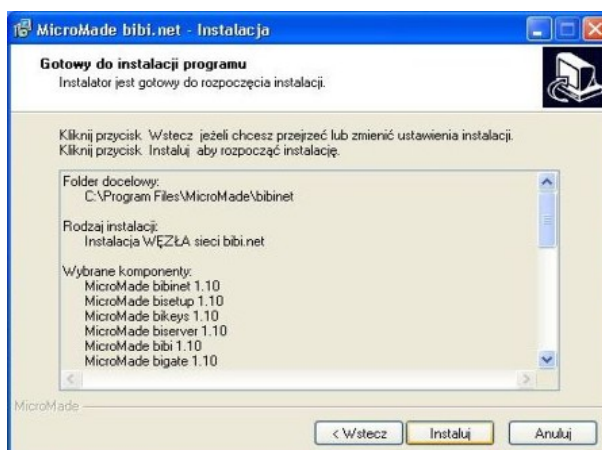 MicroMade bibi.net - Instalacja
Gotowy do instalacji programu
Instalator jest gotowy do rozpoczęcia instalacji.
Kliknij przycisk Wstecz jeżeli chcesz przejrzeć lub zmienić ustawienia instalacji.
Kliknij przycisk Instaluj aby rozpocząć instalację.
Folder docelowy:
C:\Program Files\MicroMade\bibinet
Rodzaj instalacji:
Instalacja WĘZŁA sieci bibi.net
Wybrane komponenty:
MicroMade bibinet 1.10
MicroMade bisetup 1.10
MicroMade bikeys 1.10
MicroMade biserver 1.10
MicroMade bibi 1.10
MicroMade bigate 1.10
MicroMade
< Wstecz
Instaluj
Anuluj